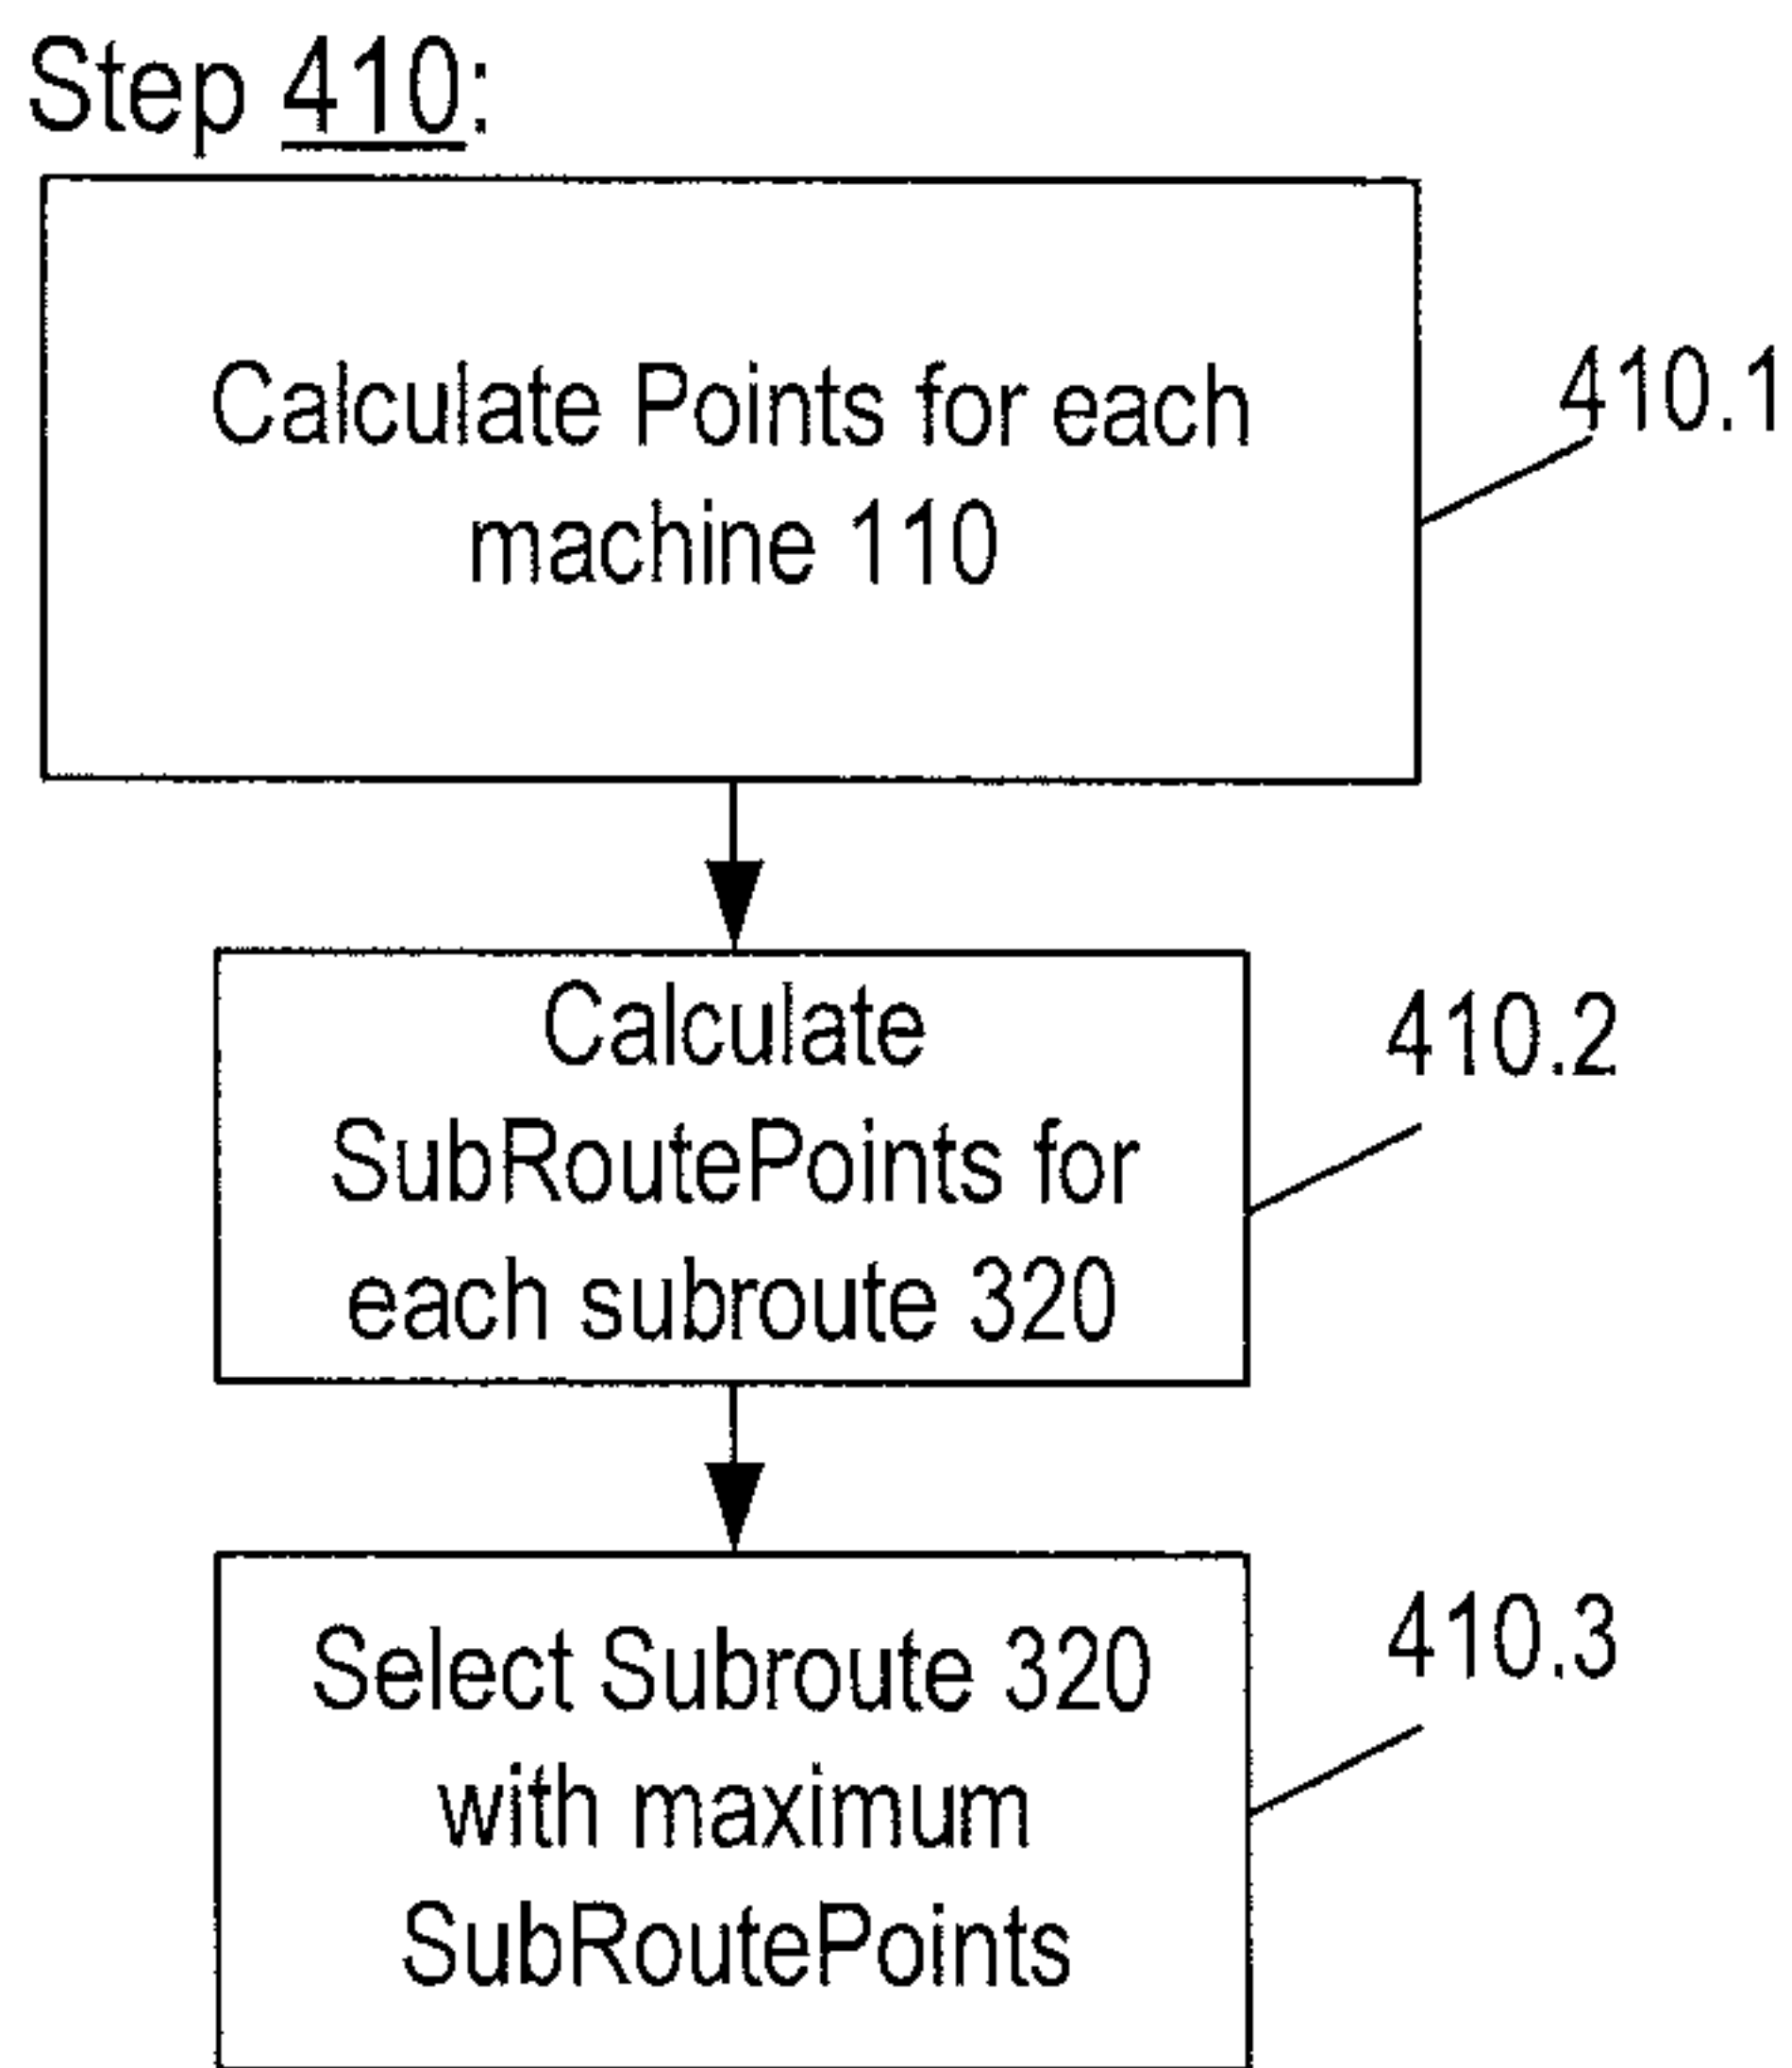 Step 410:
Calculate Points for each
machine 110
410.1
Calculate
SubRoutePoints for
each subroute 320
410.2
Select Subroute 320
with maximum
SubRoutePoints
410.3